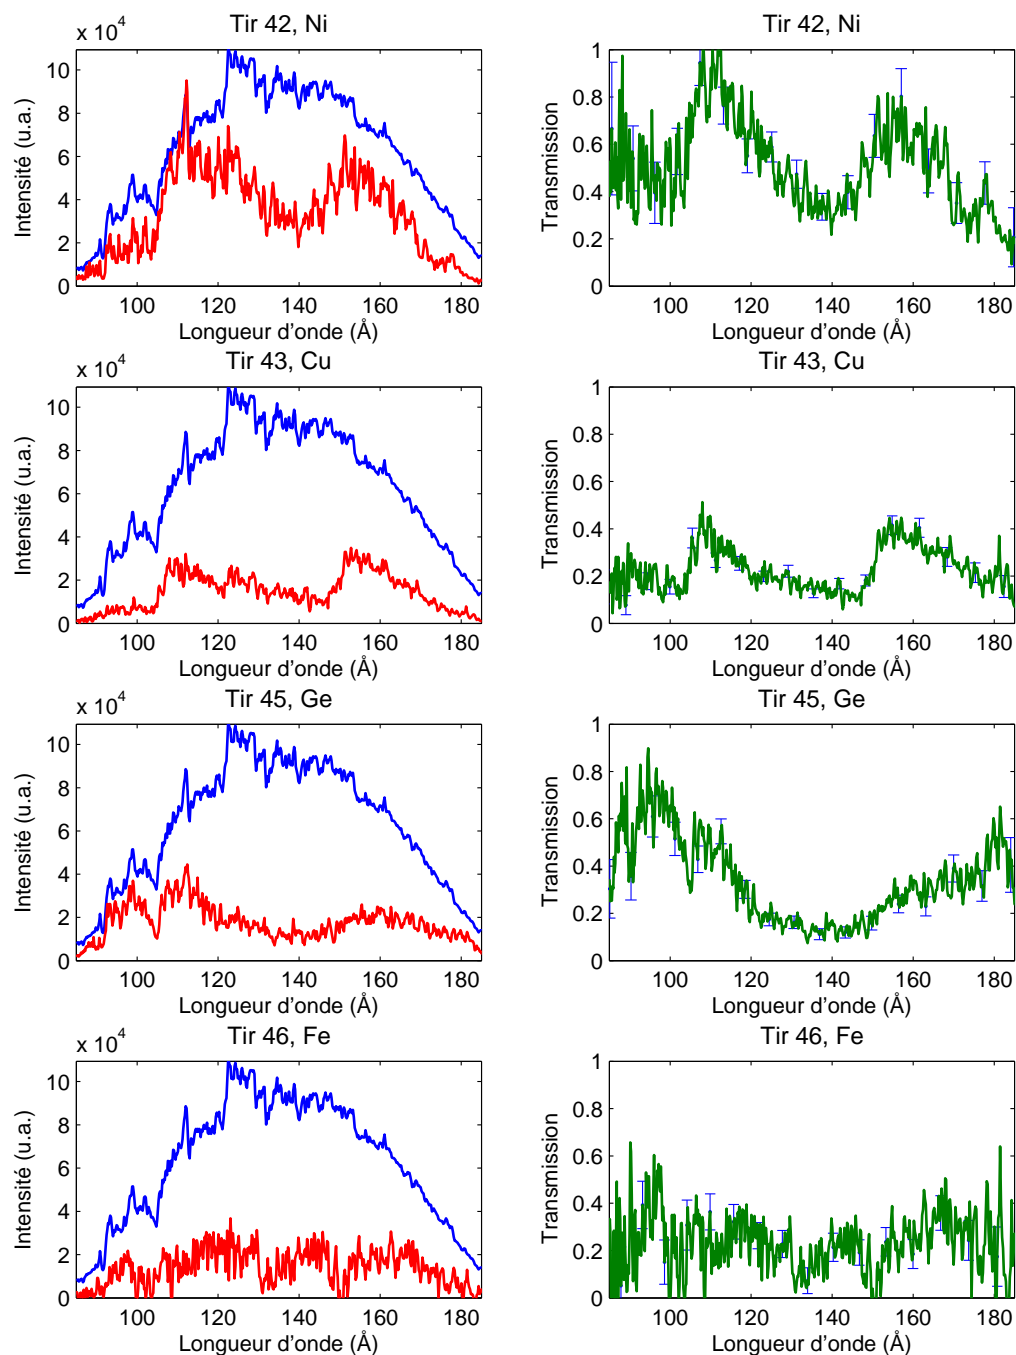 Tir 42, Ni
x 10^4
Intensité (u.a.)
10
8
6
4
2
0
100 120 140 160 180
Longueur d'onde (Å)
Tir 42, Ni
Transmission
1
0.8
0.6
0.4
0.2
0
100 120 140 160 180
Longueur d'onde (Å)
Tir 43, Cu
x 10^4
Intensité (u.a.)
10
8
6
4
2
0
100 120 140 160 180
Longueur d'onde (Å)
Tir 43, Cu
Transmission
1
0.8
0.6
0.4
0.2
0
100 120 140 160 180
Longueur d'onde (Å)
Tir 45, Ge
x 10^4
Intensité (u.a.)
10
8
6
4
2
0
100 120 140 160 180
Longueur d'onde (Å)
Tir 45, Ge
Transmission
1
0.8
0.6
0.4
0.2
0
100 120 140 160 180
Longueur d'onde (Å)
Tir 46, Fe
x 10^4
Intensité (u.a.)
10
8
6
4
2
0
100 120 140 160 180
Longueur d'onde (Å)
Tir 46, Fe
Transmission
1
0.8
0.6
0.4
0.2
0
100 120 140 160 180
Longueur d'onde (Å)